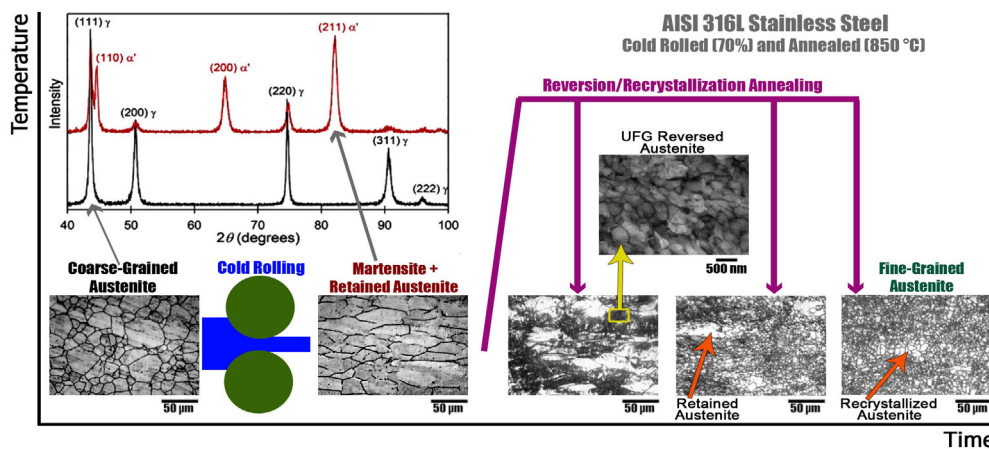 Temperature
Intensity
(111) γ
(110) α'
(200) γ
(200) α'
(220) γ
(211) α'
(311) γ
(222) γ
40 50 60 70 80 90 100
2θ (degrees)
AISI 316L Stainless Steel
Cold Rolled (70%) and Annealed (850 °C)
Reversion/Recrystallization Annealing
UFG Reversed
Austenite
500 nm
Coarse-Grained
Austenite
Cold Rolling
Martensite +
Retained Austenite
Fine-Grained
Austenite
50 µm
50 µm
50 µm
Retained
Austenite
50 µm
Recrystallized
Austenite
50 µm
Time